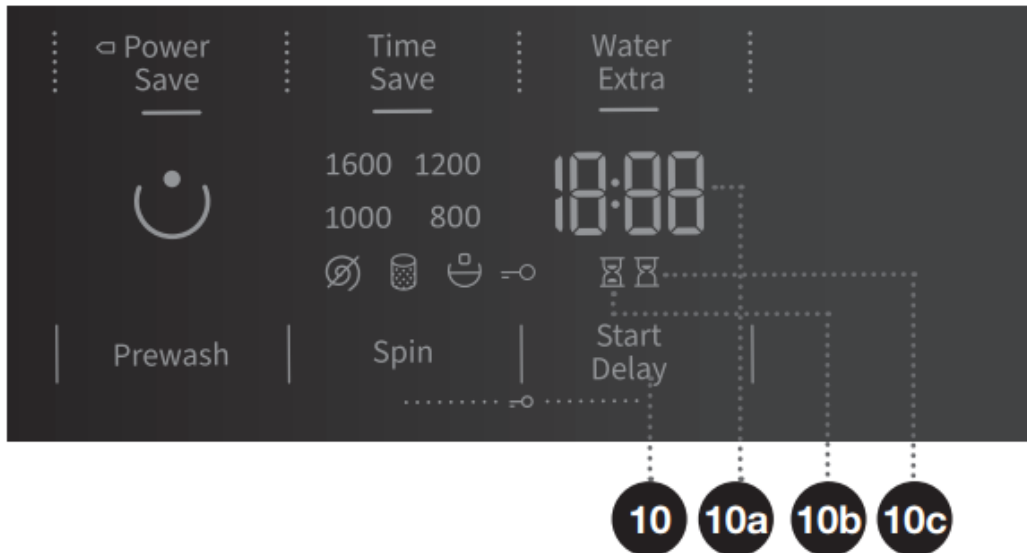 Power
Save
Time
Save
Water
Extra
1600 1200
1000 800
18:88
Prewash
Spin
Start
Delay
10 10a 10b 10c